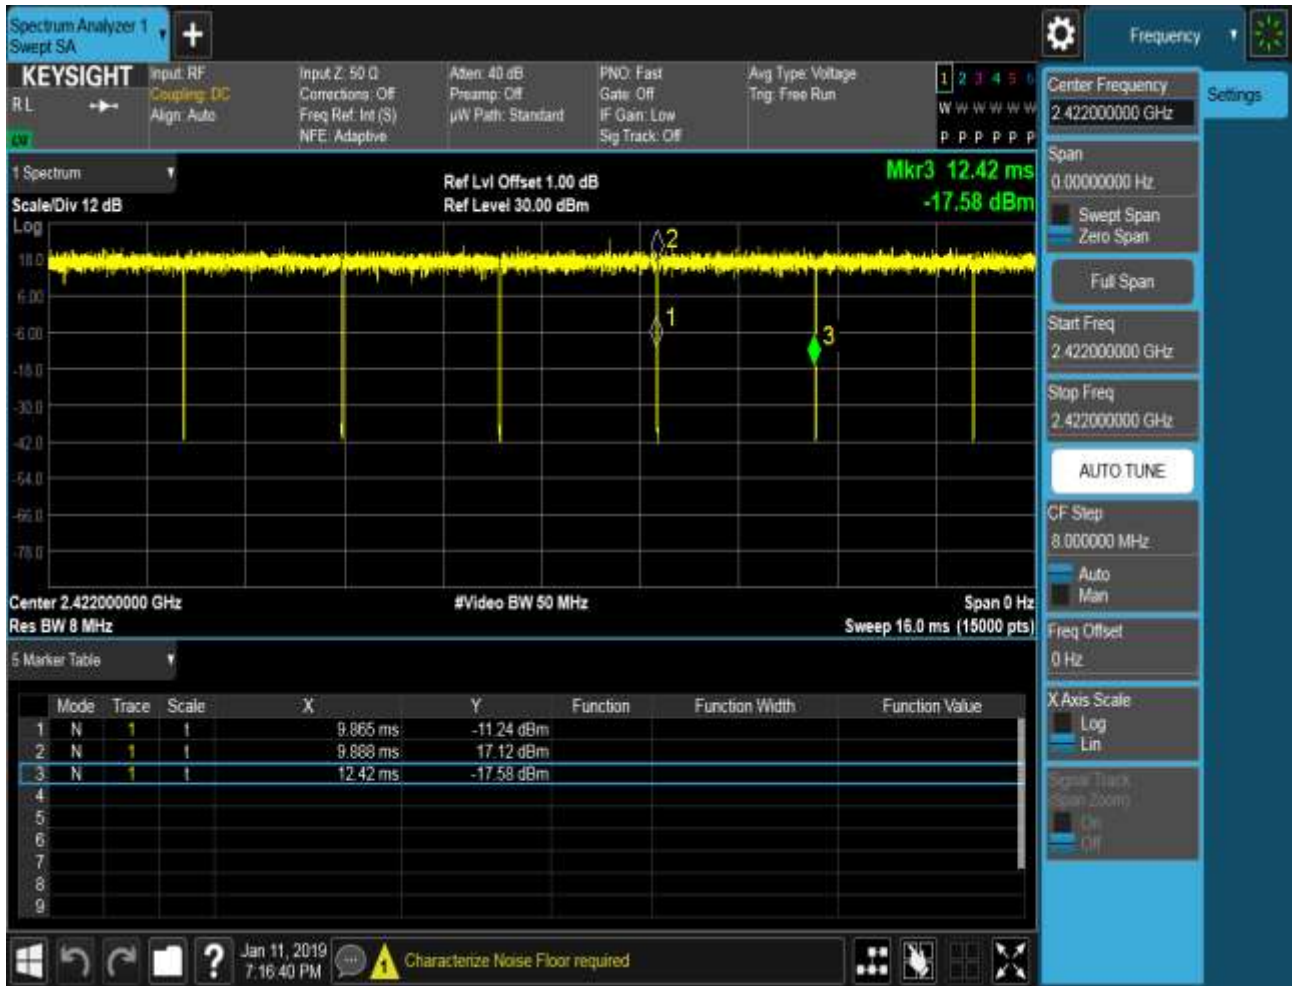 Spectrum Analyzer 1
Swept SA
Frequency
KEYSIGHT
R L
Input: RF
Coupling: DC
Align: Auto
Input Z: 50 Ω
Corrections: Off
Freq Ref: Int (S)
NFE: Adaptive
Atten: 40 dB
Preamp: Off
µW Path: Standard
PNO: Fast
Gate: Off
IF Gain: Low
Sig Track: Off
Avg Type: Voltage
Trig: Free Run
1 2 3 4 5 6
W W W W W W
P P P P P P
1 Spectrum
Scale/Div 12 dB
Ref Lvl Offset 1.00 dB
Ref Level 30.00 dBm
Mkr3 12.42 ms
-17.58 dBm
Log
18.0
6.00
-6.00
-18.0
-30.0
-42.0
-54.0
-66.0
-78.0
2
1
3
Center 2.422000000 GHz
#Video BW 50 MHz
Span 0 Hz
Res BW 8 MHz
Sweep 16.0 ms (15000 pts)
5 Marker Table
Mode Trace Scale X Y Function Function Width Function Value
1 N 1 t 9.865 ms -11.24 dBm
2 N 1 t 9.888 ms 17.12 dBm
3 N 1 t 12.42 ms -17.58 dBm
4
5
6
7
8
9
Jan 11, 2019
7:16:40 PM
1
Characterize Noise Floor required
Center Frequency
2.422000000 GHz
Settings
Span
0.00000000 Hz
Swept Span
Zero Span
Full Span
Start Freq
2.422000000 GHz
Stop Freq
2.422000000 GHz
AUTO TUNE
CF Step
8.000000 MHz
Auto
Man
Freq Offset
0 Hz
X Axis Scale
Log
Lin
Signal Track
(Span Zoom)
On
Off